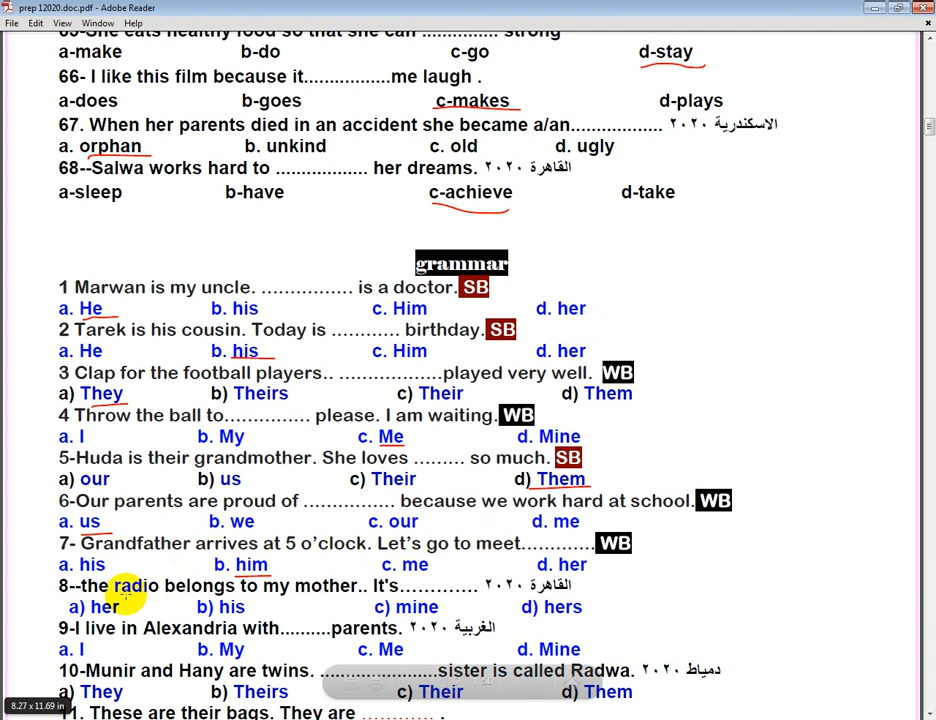 prep 12020.doc.pdf - Adobe Reader
File Edit View Window Help
65-She eats healthy food so that she can .............. strong
a-make b-do c-go d-stay
66- I like this film because it.................me laugh .
a-does b-goes c-makes d-plays
67. When her parents died in an accident she became a/an.................. الاسكندرية ٢٠٢٠
a. orphan b. unkind c. old d. ugly
68--Salwa works hard to .................. her dreams. القاهرة ٢٠٢٠
a-sleep b-have c-achieve d-take
grammar
1 Marwan is my uncle. ................ is a doctor. SB
a. He b. his c. Him d. her
2 Tarek is his cousin. Today is ............ birthday. SB
a. He b. his c. Him d. her
3 Clap for the football players.. ..................played very well. WB
a) They b) Theirs c) Their d) Them
4 Throw the ball to............... please. I am waiting. WB
a. I b. My c. Me d. Mine
5-Huda is their grandmother. She loves ......... so much. SB
a) our b) us c) Their d) Them
6-Our parents are proud of ................ because we work hard at school. WB
a. us b. we c. our d. me
7- Grandfather arrives at 5 o’clock. Let’s go to meet............ WB
a. his b. him c. me d. her
8--the radio belongs to my mother.. It's.............. القاهرة ٢٠٢٠
a) her b) his c) mine d) hers
9-I live in Alexandria with..........parents. الغربية ٢٠٢٠
a. I b. My c. Me d. Mine
10-Munir and Hany are twins. .....................sister is called Radwa. دمياط ٢٠٢٠
a) They b) Theirs c) Their d) Them
8.27 x 11.69 in
11. These are their bags. They are ............ .